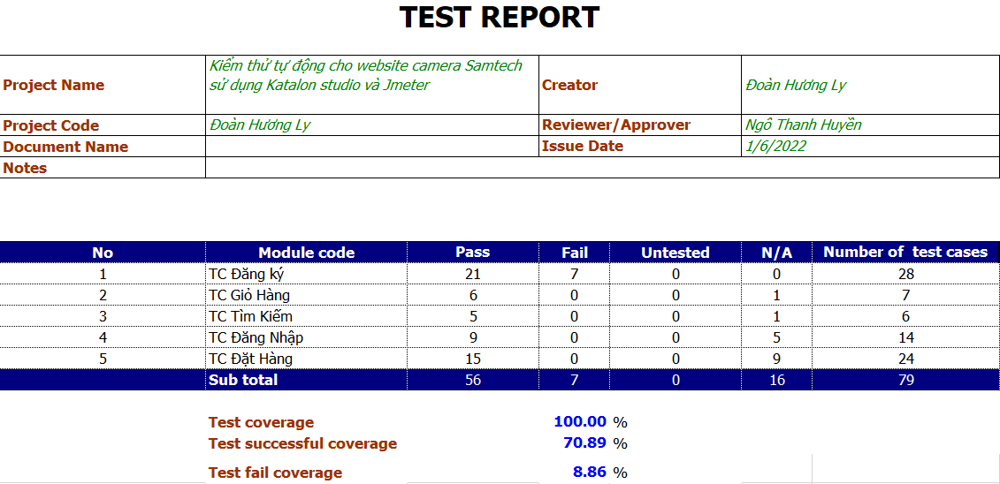 TEST REPORT
Project Name Kiểm thử tự động cho website camera Samtech sử dụng Katalon studio và Jmeter Creator Đoàn Hương Ly
Project Code Đoàn Hương Ly Reviewer/Approver Ngô Thanh Huyền
Document Name Issue Date 1/6/2022
Notes
No Module code Pass Fail Untested N/A Number of test cases
1 TC Đăng ký 21 7 0 0 28
2 TC Giỏ Hàng 6 0 0 1 7
3 TC Tìm Kiếm 5 0 0 1 6
4 TC Đăng Nhập 9 0 0 5 14
5 TC Đặt Hàng 15 0 0 9 24
Sub total 56 7 0 16 79
Test coverage 100.00 %
Test successful coverage 70.89 %
Test fail coverage 8.86 %